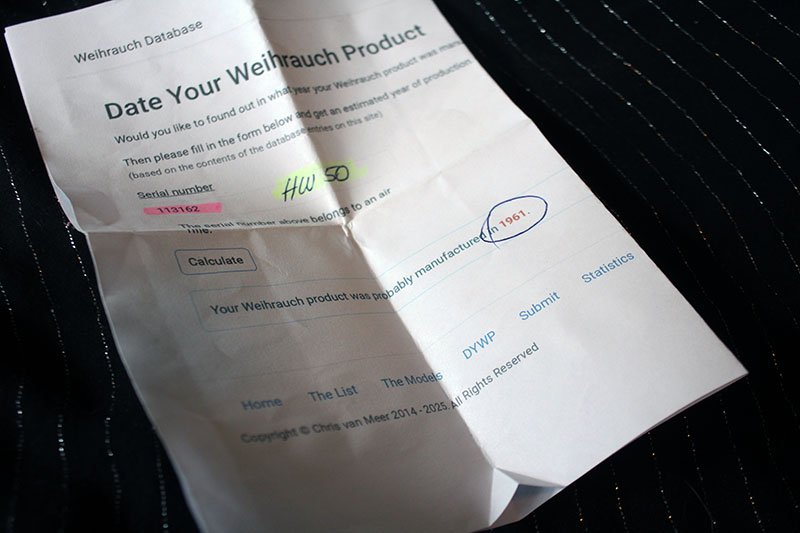 Weihrauch Database
Date Your Weihrauch Product
Would you like to found out in what year your Weihrauch product was manu
Then please fill in the form below and get an estimated year of production
(based on the contents of the database entries on this site)
Serial number
HW 50
113162
The serial number above belongs to an air
rifle.
Calculate
Your Weihrauch product was probably manufactured in 1961.
Home The List The Models DYWP Submit Statistics
Copyright © Chris van Meer 2014 - 2025. All Rights Reserved